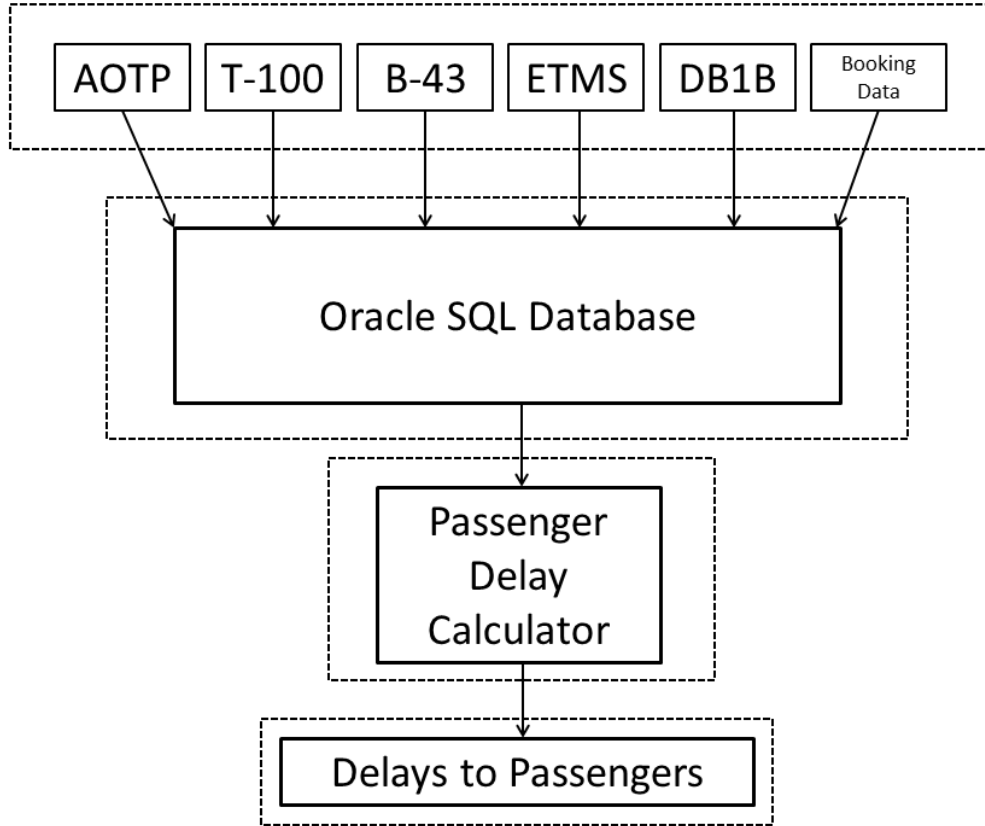 AOTP
T-100
B-43
ETMS
DB1B
Booking
Data
Oracle SQL Database
Passenger
Delay
Calculator
Delays to Passengers